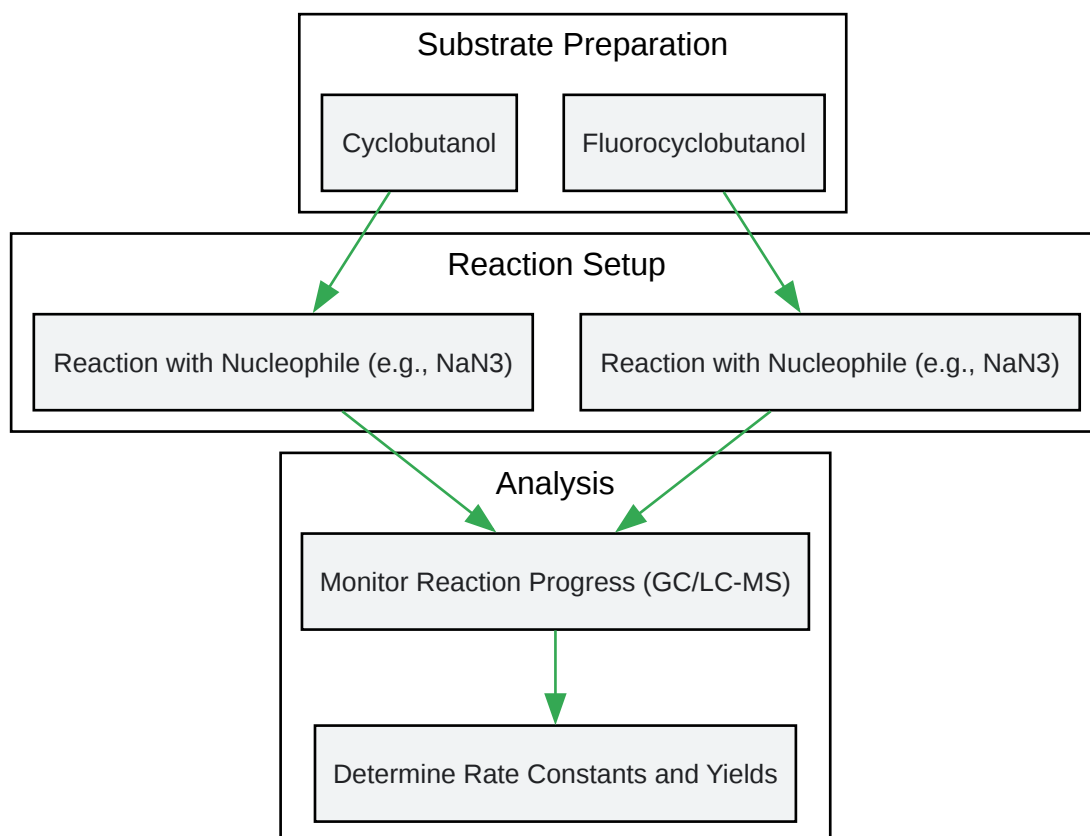 Substrate Preparation
Cyclobutanol
Fluorocyclobutanol
Reaction Setup
Reaction with Nucleophile (e.g., NaN3)
Reaction with Nucleophile (e.g., NaN3)
Analysis
Monitor Reaction Progress (GC/LC-MS)
Determine Rate Constants and Yields